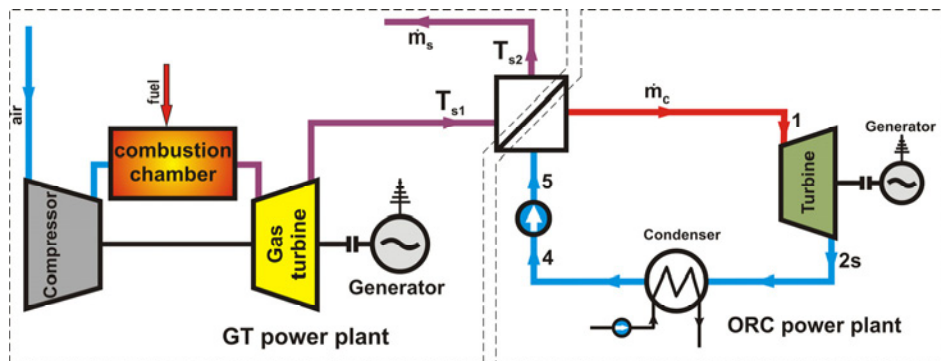 air
fuel
combustion
chamber
Compressor
Gas
turbine
Generator
GT power plant
ṁs
Ts2
Ts1
ṁc
1
Generator
Turbine
5
4
Condenser
2s
ORC power plant